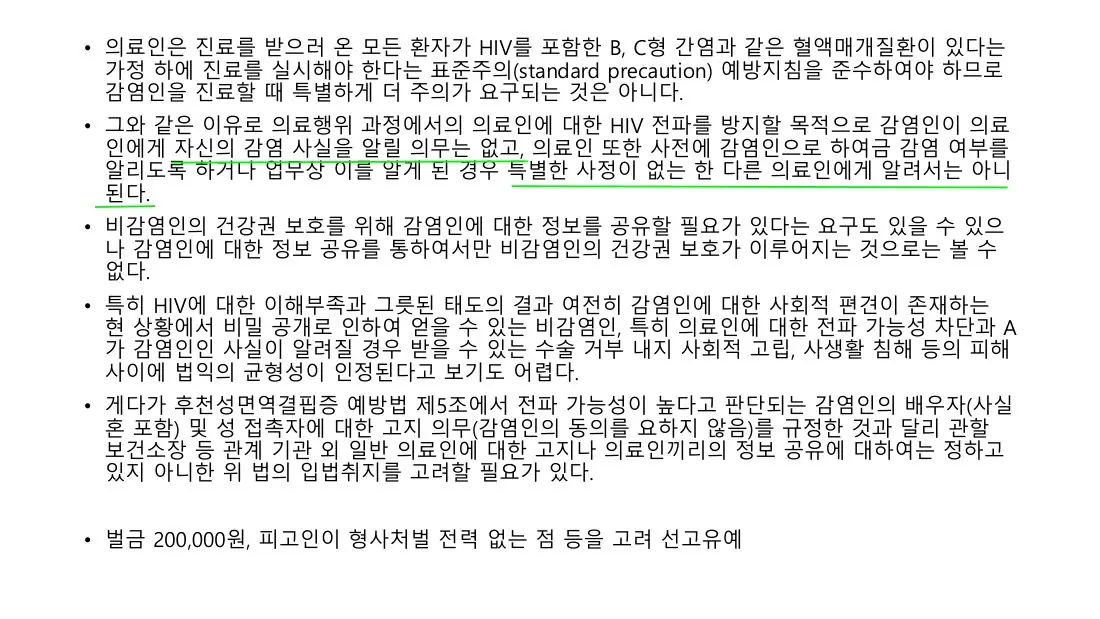 • 의료인은 진료를 받으러 온 모든 환자가 HIV를 포함한 B, C형 간염과 같은 혈액매개질환이 있다는
가정 하에 진료를 실시해야 한다는 표준주의(standard precaution) 예방지침을 준수하여야 하므로
감염인을 진료할 때 특별하게 더 주의가 요구되는 것은 아니다.
• 그와 같은 이유로 의료행위 과정에서의 의료인에 대한 HIV 전파를 방지할 목적으로 감염인이 의료
인에게 자신의 감염 사실을 알릴 의무는 없고, 의료인 또한 사전에 감염인으로 하여금 감염 여부를
알리도록 하거나 업무상 이를 알게 된 경우 특별한 사정이 없는 한 다른 의료인에게 알려서는 아니
된다.
• 비감염인의 건강권 보호를 위해 감염인에 대한 정보를 공유할 필요가 있다는 요구도 있을 수 있으
나 감염인에 대한 정보 공유를 통하여서만 비감염인의 건강권 보호가 이루어지는 것으로는 볼 수
없다.
• 특히 HIV에 대한 이해부족과 그릇된 태도의 결과 여전히 감염인에 대한 사회적 편견이 존재하는
현 상황에서 비밀 공개로 인하여 얻을 수 있는 비감염인, 특히 의료인에 대한 전파 가능성 차단과 A
가 감염인인 사실이 알려질 경우 받을 수 있는 수술 거부 내지 사회적 고립, 사생활 침해 등의 피해
사이에 법익의 균형성이 인정된다고 보기도 어렵다.
• 게다가 후천성면역결핍증 예방법 제5조에서 전파 가능성이 높다고 판단되는 감염인의 배우자(사실
혼 포함) 및 성 접촉자에 대한 고지 의무(감염인의 동의를 요하지 않음)를 규정한 것과 달리 관할
보건소장 등 관계 기관 외 일반 의료인에 대한 고지나 의료인끼리의 정보 공유에 대하여는 정하고
있지 아니한 위 법의 입법취지를 고려할 필요가 있다.
• 벌금 200,000원, 피고인이 형사처벌 전력 없는 점 등을 고려 선고유예